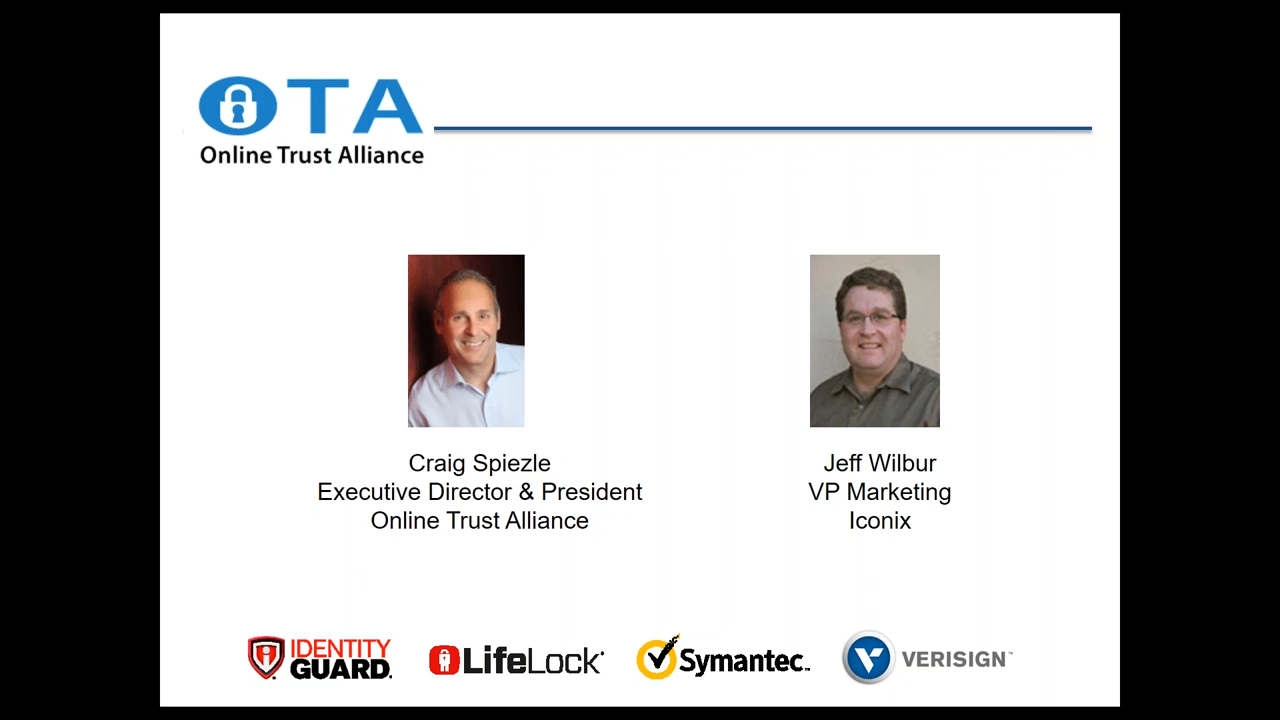 OTA
Online Trust Alliance
Craig Spiezle
Executive Director & President
Online Trust Alliance
Jeff Wilbur
VP Marketing
Iconix
IDENTITY
GUARD.
LifeLock
Symantec.
VERISIGN™